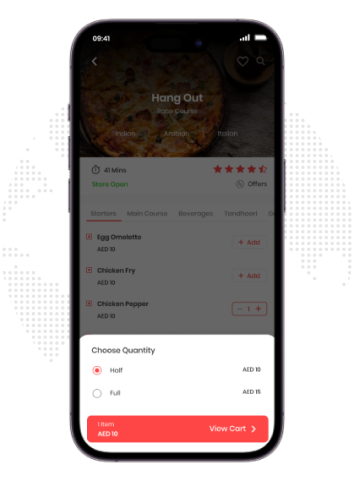 09:41
Hang Out
Race Course
Indian Arabian Italian
41 Mins
Store Open Offers
Starters Main Course Beverages Tandhoori
Egg Omolette
AED 10
+ Add
Chicken Fry
AED 10
+ Add
Chicken Pepper
AED 10
- 1 +
Choose Quantity
Half AED 10
Full AED 15
1 Item
AED 10
View Cart >